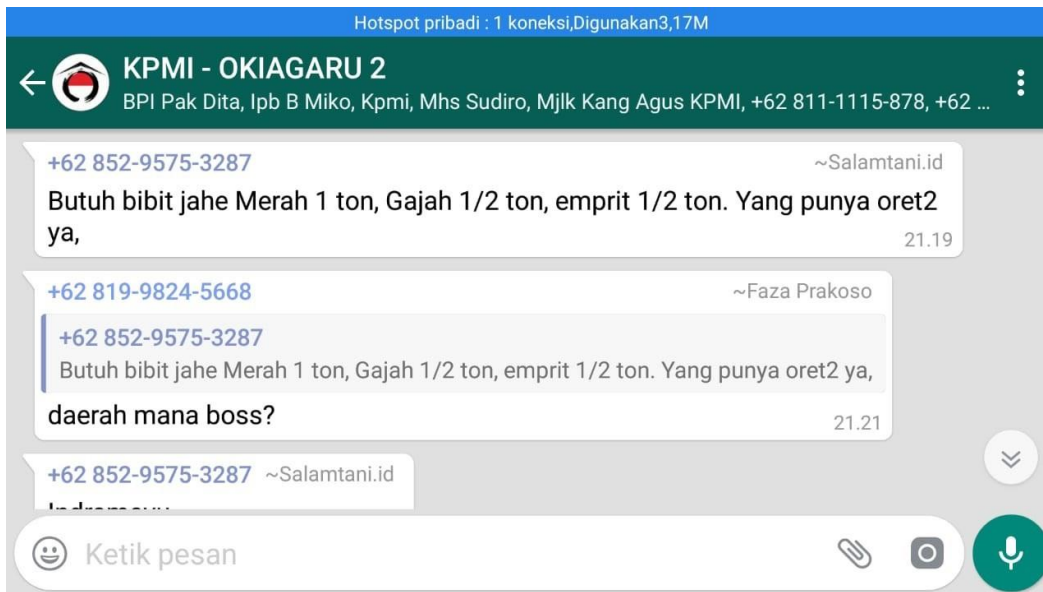 Hotspot pribadi : 1 koneksi,Digunakan3,17M
KPMI - OKIAGARU 2
BPI Pak Dita, Ipb B Miko, Kpmi, Mhs Sudiro, Mjlk Kang Agus KPMI, +62 811-1115-878, +62 ...
+62 852-9575-3287 ~Salamtani.id
Butuh bibit jahe Merah 1 ton, Gajah 1/2 ton, emprit 1/2 ton. Yang punya oret2
ya,
21.19
+62 819-9824-5668 ~Faza Prakoso
+62 852-9575-3287
Butuh bibit jahe Merah 1 ton, Gajah 1/2 ton, emprit 1/2 ton. Yang punya oret2 ya,
daerah mana boss?
21.21
+62 852-9575-3287 ~Salamtani.id
Ketik pesan